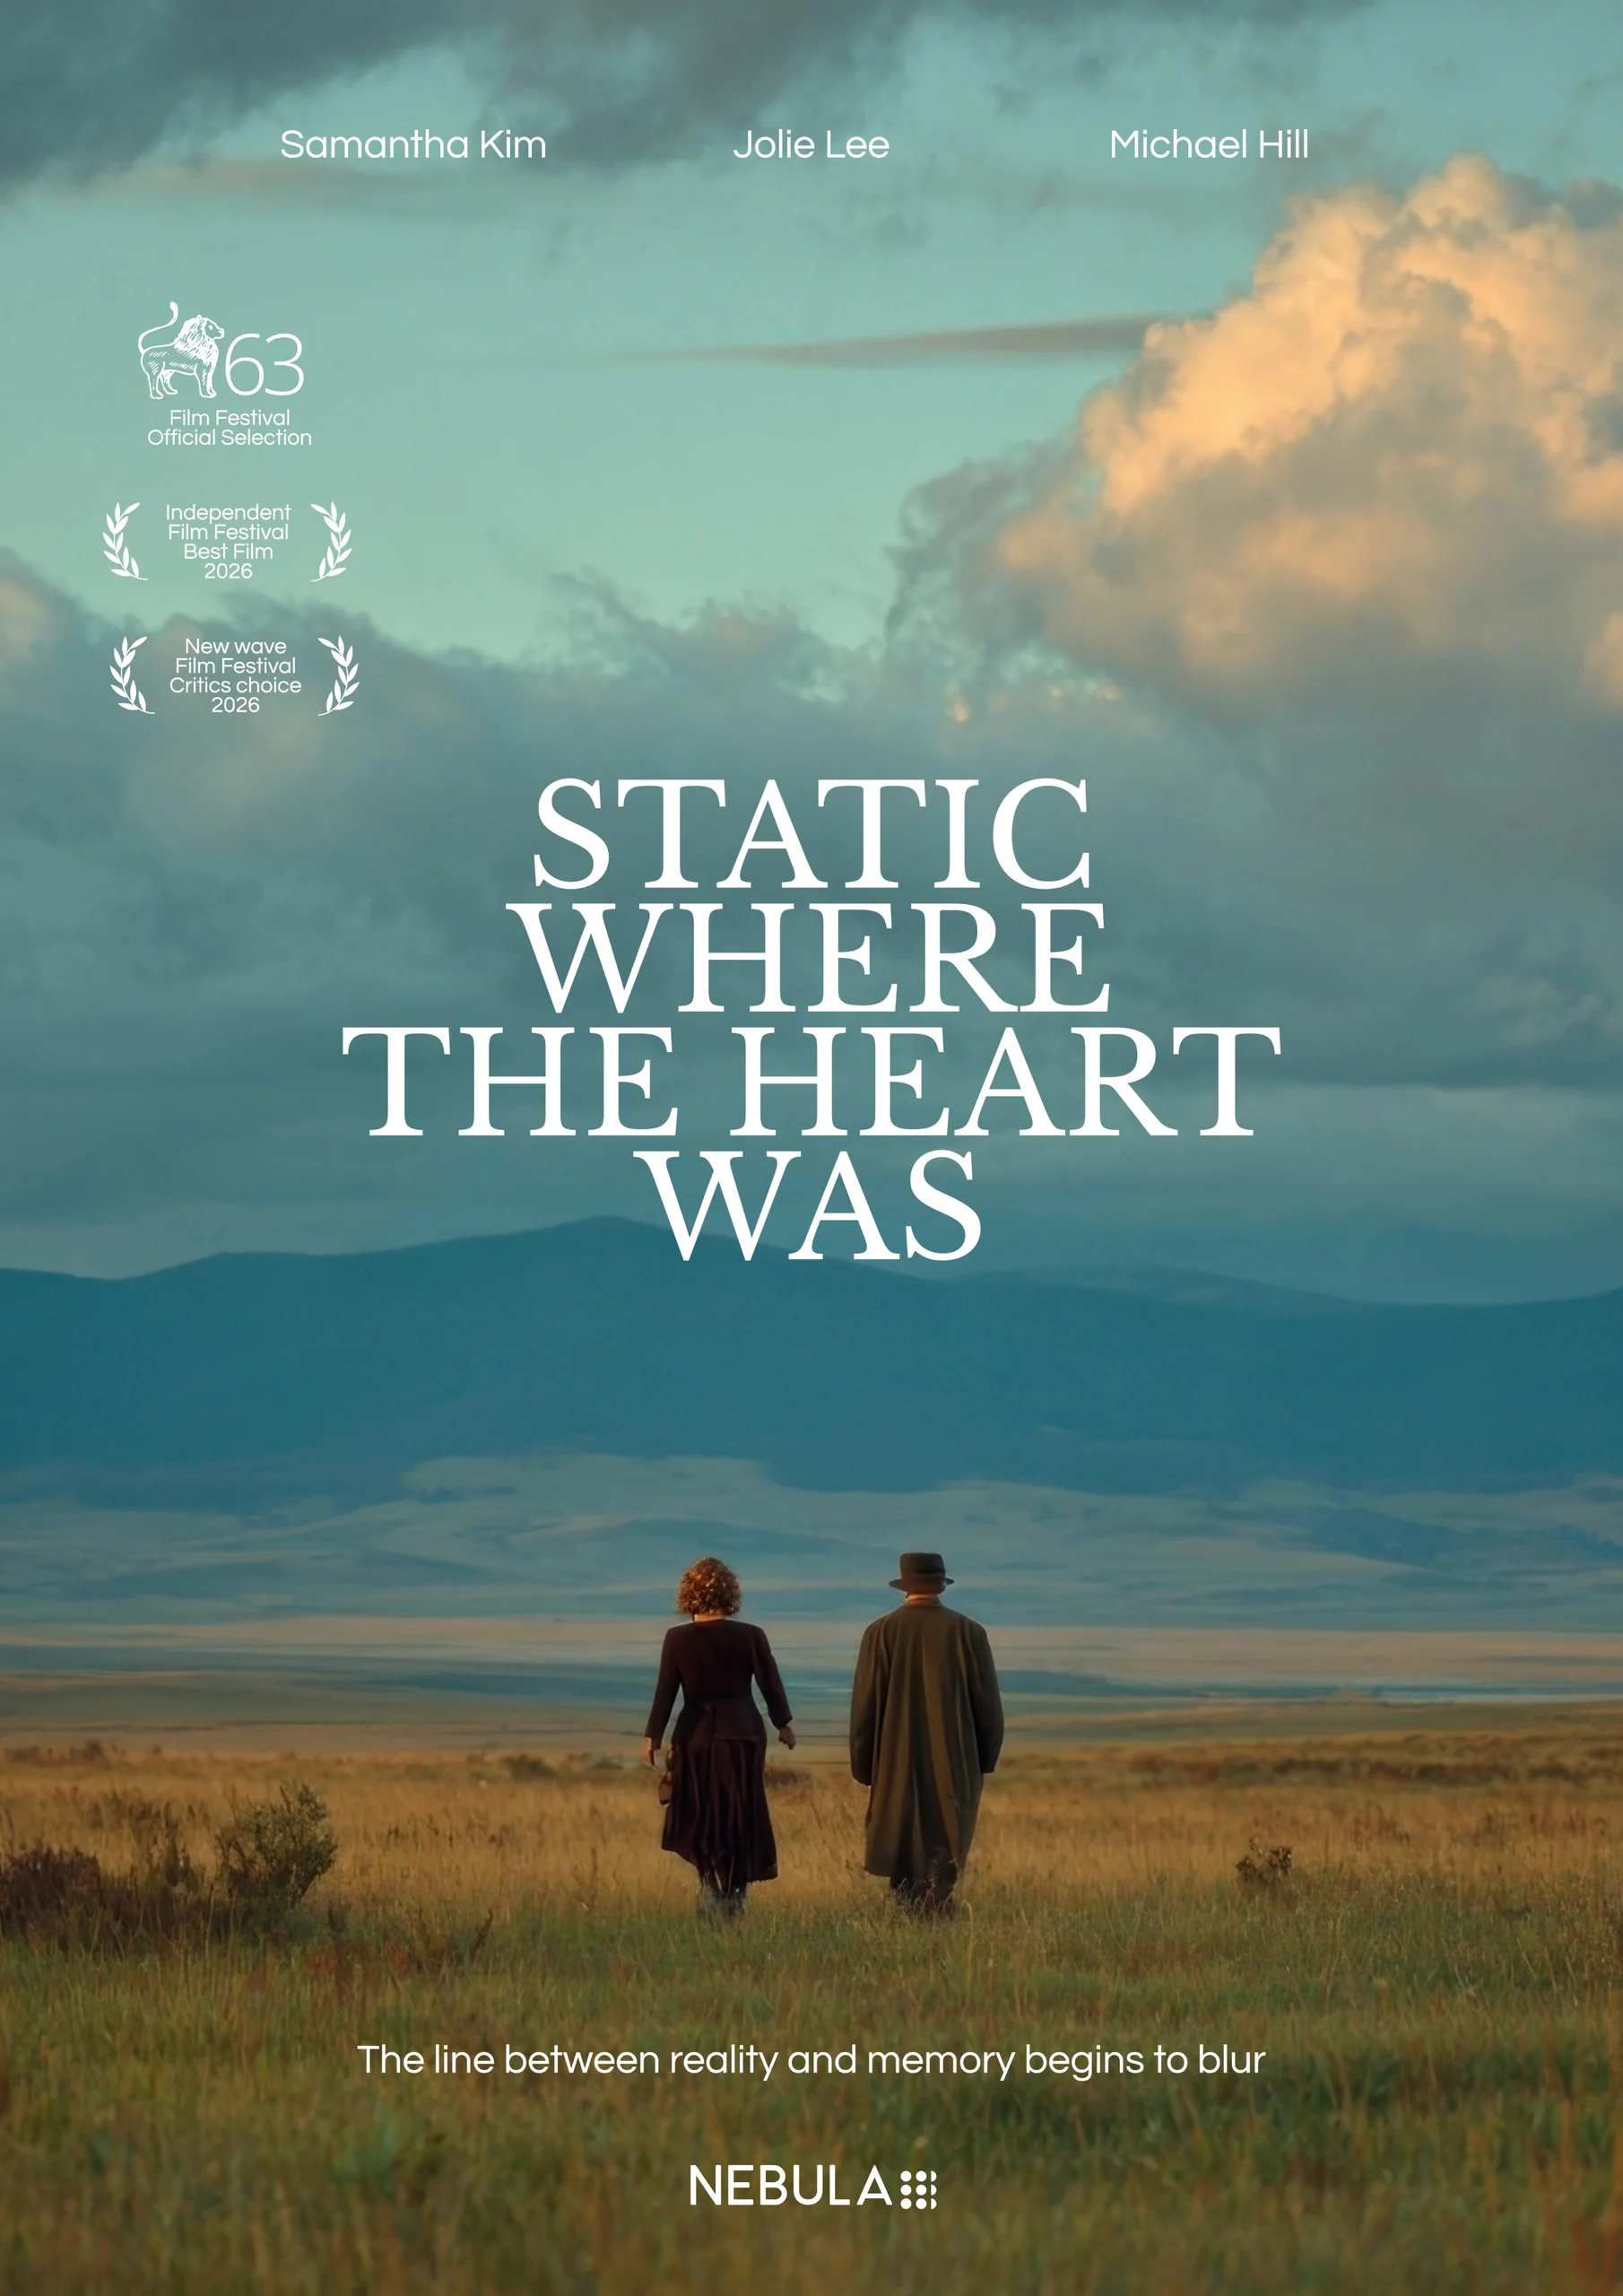 Samantha Kim Jolie Lee Michael Hill
63
Film Festival
Official Selection
Independent
Film Festival
Best Film
2026
New wave
Film Festival
Critics choice
2026
STATIC
WHERE
THE HEART
WAS
The line between reality and memory begins to blur
NEBULA